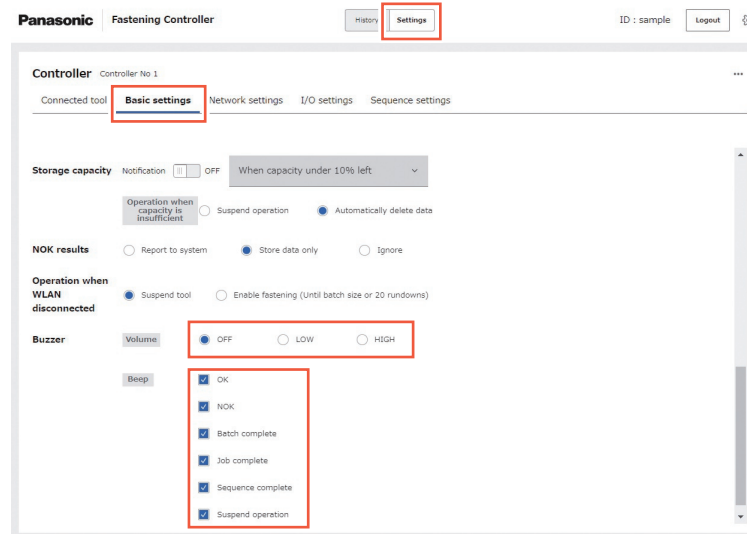 Panasonic Fastening Controller History Settings ID : sample Logout
Controller Controller No 1
Connected tool Basic settings Network settings I/O settings Sequence settings
Storage capacity Notification OFF When capacity under 10% left
Operation when
capacity is
insufficient
Suspend operation Automatically delete data
NOK results Report to system Store data only Ignore
Operation when
WLAN
disconnected
Suspend tool Enable fastening (Until batch size or 20 rundowns)
Buzzer Volume OFF LOW HIGH
Beep OK
NOK
Batch complete
Job complete
Sequence complete
Suspend operation